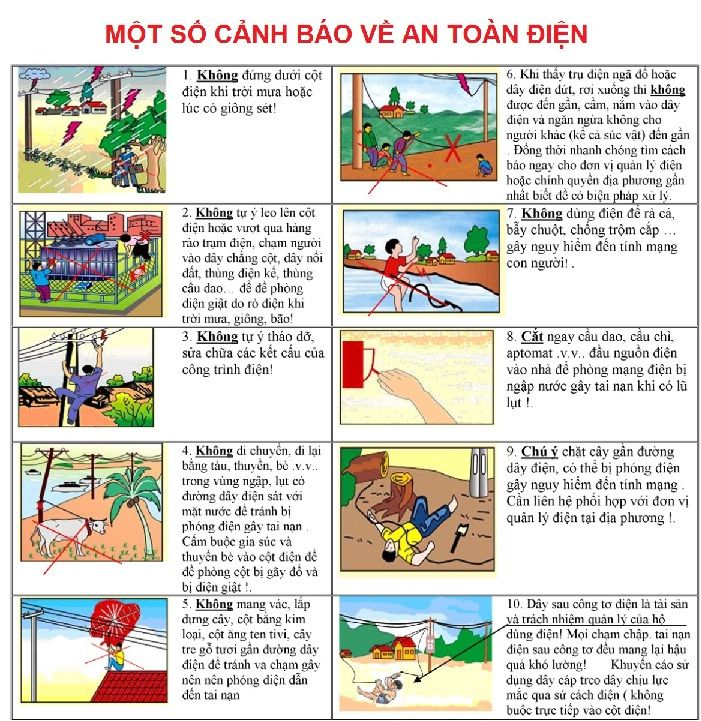 MỘT SỐ CẢNH BÁO VỀ AN TOÀN ĐIỆN
1. Không đứng dưới cột
điện khi trời mưa hoặc
lúc có giông sét!
2. Không tự ý leo lên cột
điện hoặc vượt qua hàng
rào trạm điện, chạm người
vào dây chằng cột, dây nối
đất, thùng điện kế, thùng
cầu dao… để đề phòng
điện giật do rò điện khi
trời mưa, giông, bão!
3. Không tự ý tháo dỡ,
sửa chữa các kết cấu của
công trình điện!
4. Không di chuyển, đi lại
bằng tàu, thuyền, bè .v.v..
trong vùng ngập, lụt có
đường dây điện sát với
mặt nước để tránh bị
phóng điện gây tai nạn .
Cấm buộc gia súc và
thuyền bè vào cột điện để
đề phòng cột bị gãy đổ và
bị điện giật !.
5. Không mang vác, lắp
dựng cây, cột bằng kim
loại, cột ăng ten tivi, cây
tre gỗ tươi gần đường dây
điện để tránh va chạm gây
nên nên phóng điện dẫn
đến tai nạn
6. Khi thấy trụ điện ngã đổ hoặc
dây điện đứt, rơi xuống thì không
được đến gần, cầm, nắm vào dây
điện và ngăn ngừa không cho
người khác (kể cả súc vật) đến gần
. Đồng thời nhanh chóng tìm cách
báo ngay cho đơn vị quản lý điện
hoặc chính quyền địa phương gần
nhất biết để có biện pháp xử lý.
7. Không dùng điện để rà cá,
bẫy chuột, chống trộm cắp …
gây nguy hiểm đến tính mạng
con người! .
8. Cắt ngay cầu dao, cầu chì,
aptomat .v.v.. đầu nguồn điện
vào nhà để phòng mạng điện bị
ngập nước gây tai nạn khi có lũ
lụt !.
9. Chú ý chặt cây gần đường
dây điện, có thể bị phóng điện
gây nguy hiểm đến tính mạng .
Cần liên hệ phối hợp với đơn vị
quản lý điện tại địa phương !.
10. Dây sau công tơ điện là tài sản
và trách nhiệm quản lý của hộ
dùng điện! Mọi chạm chập, tai nạn
điện sau công tơ đều mang lại hậu
quả khó lường! Khuyến cáo sử
dụng dây cáp treo dây chịu lực
mắc qua sứ cách điện ( không
buộc trực tiếp vào cột điện!